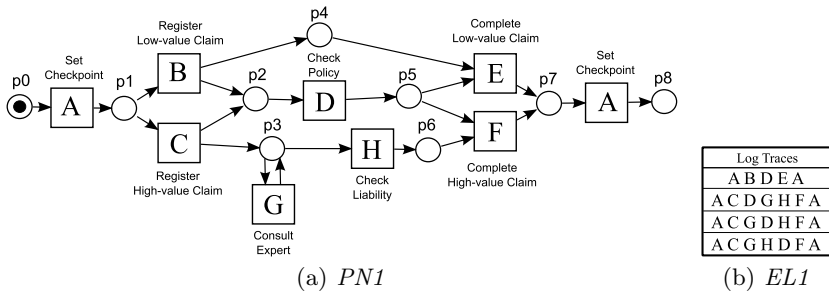 p4
Register
Low-value Claim
Complete
Low-value Claim
Set
Checkpoint
Check
Policy
Set
Checkpoint
p0
p1
B
p2
p5
E
p7
p8
A
D
A
p3
p6
C
H
F
Register
High-value Claim
G
Check
Liability
Complete
High-value Claim
Consult
Expert
(a) PN1
Log Traces
A B D E A
A C D G H F A
A C G D H F A
A C G H D F A
(b) EL1